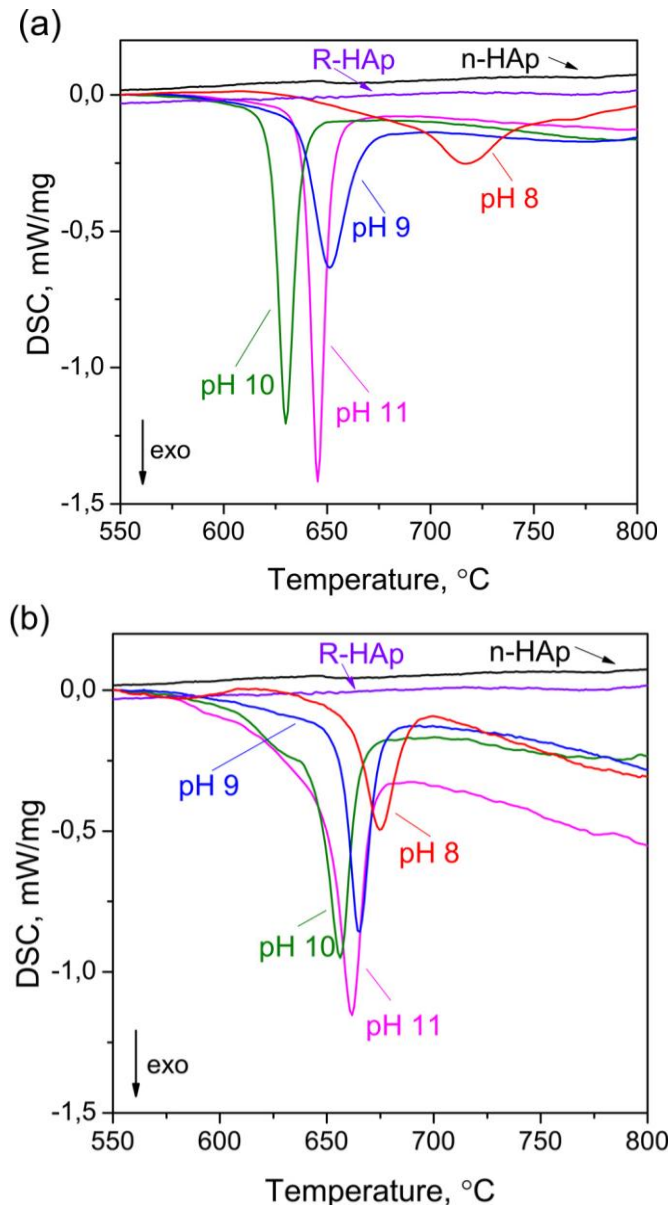 (a)
R-HAp
n-HAp
0,0
-0,5
-1,0
-1,5
DSC, mW/mg
pH 8
pH 9
pH 10
pH 11
exo
550 600 650 700 750 800
Temperature, °C
(b)
R-HAp
n-HAp
0,0
-0,5
-1,0
-1,5
DSC, mW/mg
pH 9
pH 8
pH 10
pH 11
exo
550 600 650 700 750 800
Temperature, °C